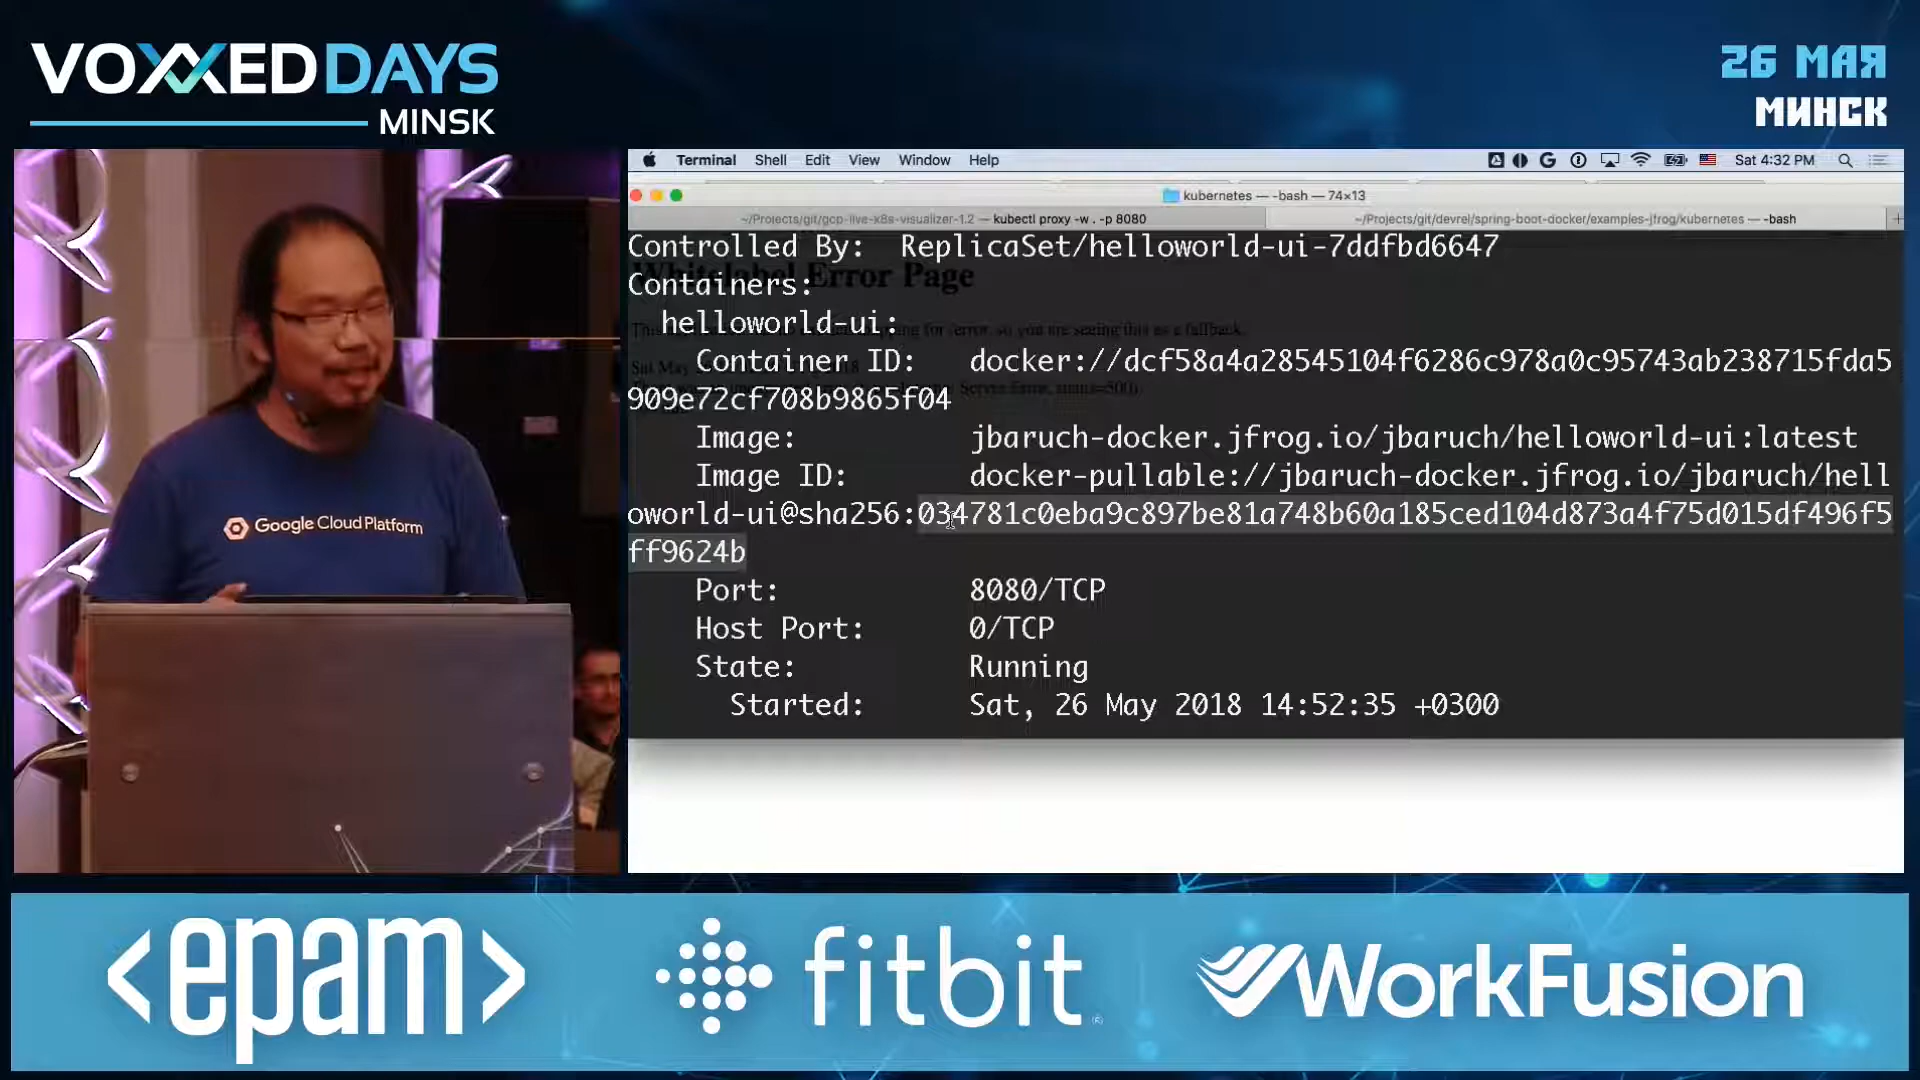 VOXXEDDAYS
MINSK
26 МАЯ
МИНСК
Terminal Shell Edit View Window Help
Sat 4:32 PM
kubernetes — -bash — 74×13
~/Projects/git/gcp-live-k8s-visualizer-1.2 — kubectl proxy -w . -p 8080
~/Projects/git/devrel/spring-boot-docker/examples-jfrog/kubernetes — -bash
Controlled By: ReplicaSet/helloworld-ui-7ddfbd6647
Error Page
Containers:
helloworld-ui:
Container ID: docker://dcf58a4a28545104f6286c978a0c95743ab238715fda5
909e72cf708b9865f04
Image: jbaruch-docker.jfrog.io/jbaruch/helloworld-ui:latest
Image ID: docker-pullable://jbaruch-docker.jfrog.io/jbaruch/hell
oworld-ui@sha256:034781c0eba9c897be81a748b60a185ced104d873a4f75d015df496f5
ff9624b
Port: 8080/TCP
Host Port: 0/TCP
State: Running
Started: Sat, 26 May 2018 14:52:35 +0300
Google Cloud Platform
<epam>
fitbit
WorkFusion